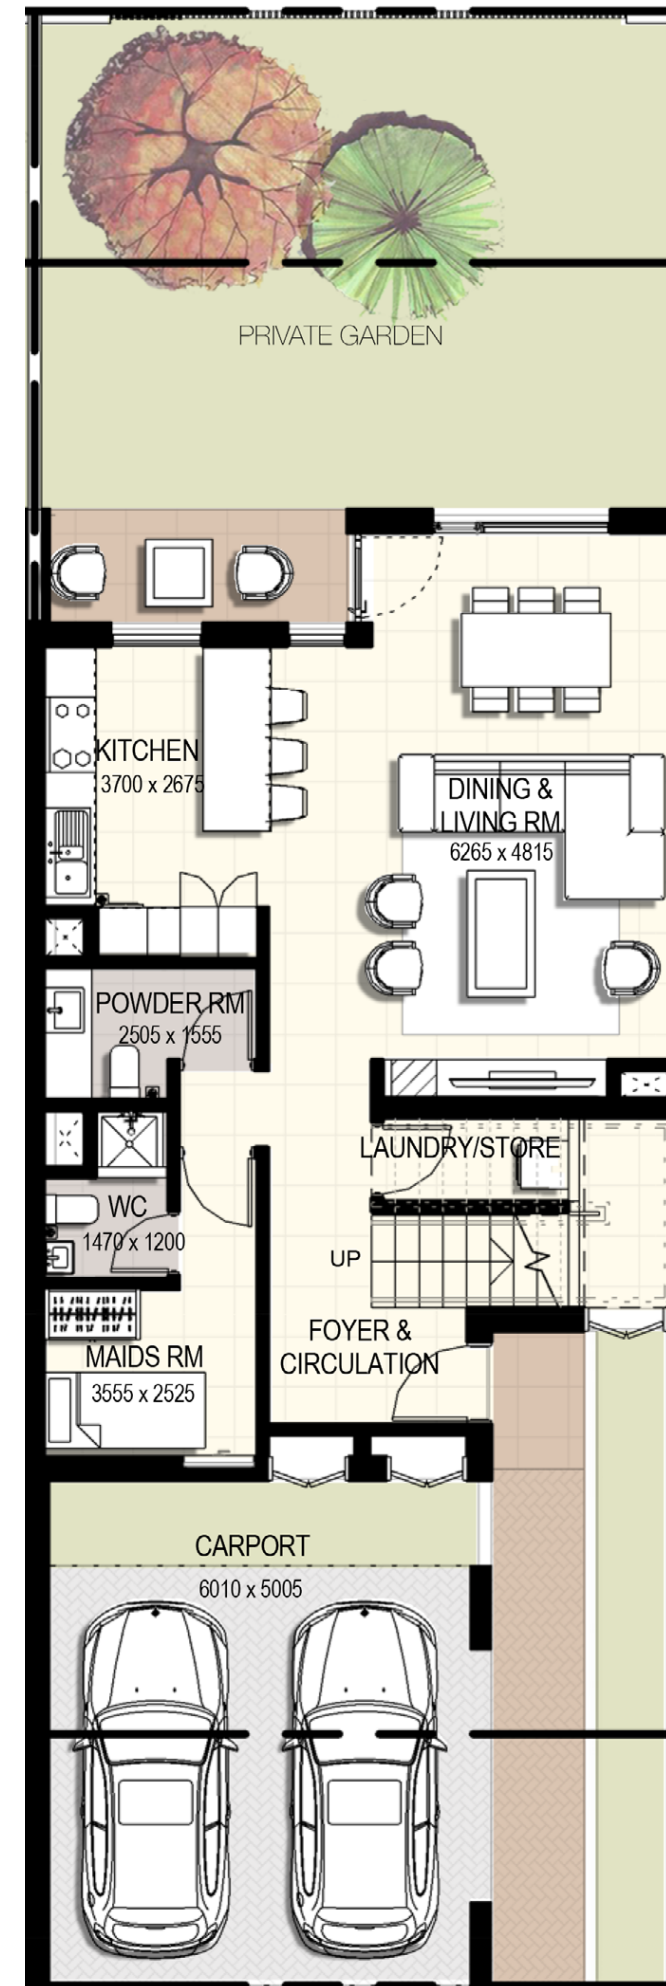 PRIVATE GARDEN
KITCHEN
3700 x 2675
DINING &
LIVING RM
6265 x 4815
POWDER RM
2505 x 1555
LAUNDRY/STORE
WC
1470 x 1200
UP
FOYER &
CIRCULATION
MAIDS RM
3555 x 2525
CARPORT
6010 x 5005